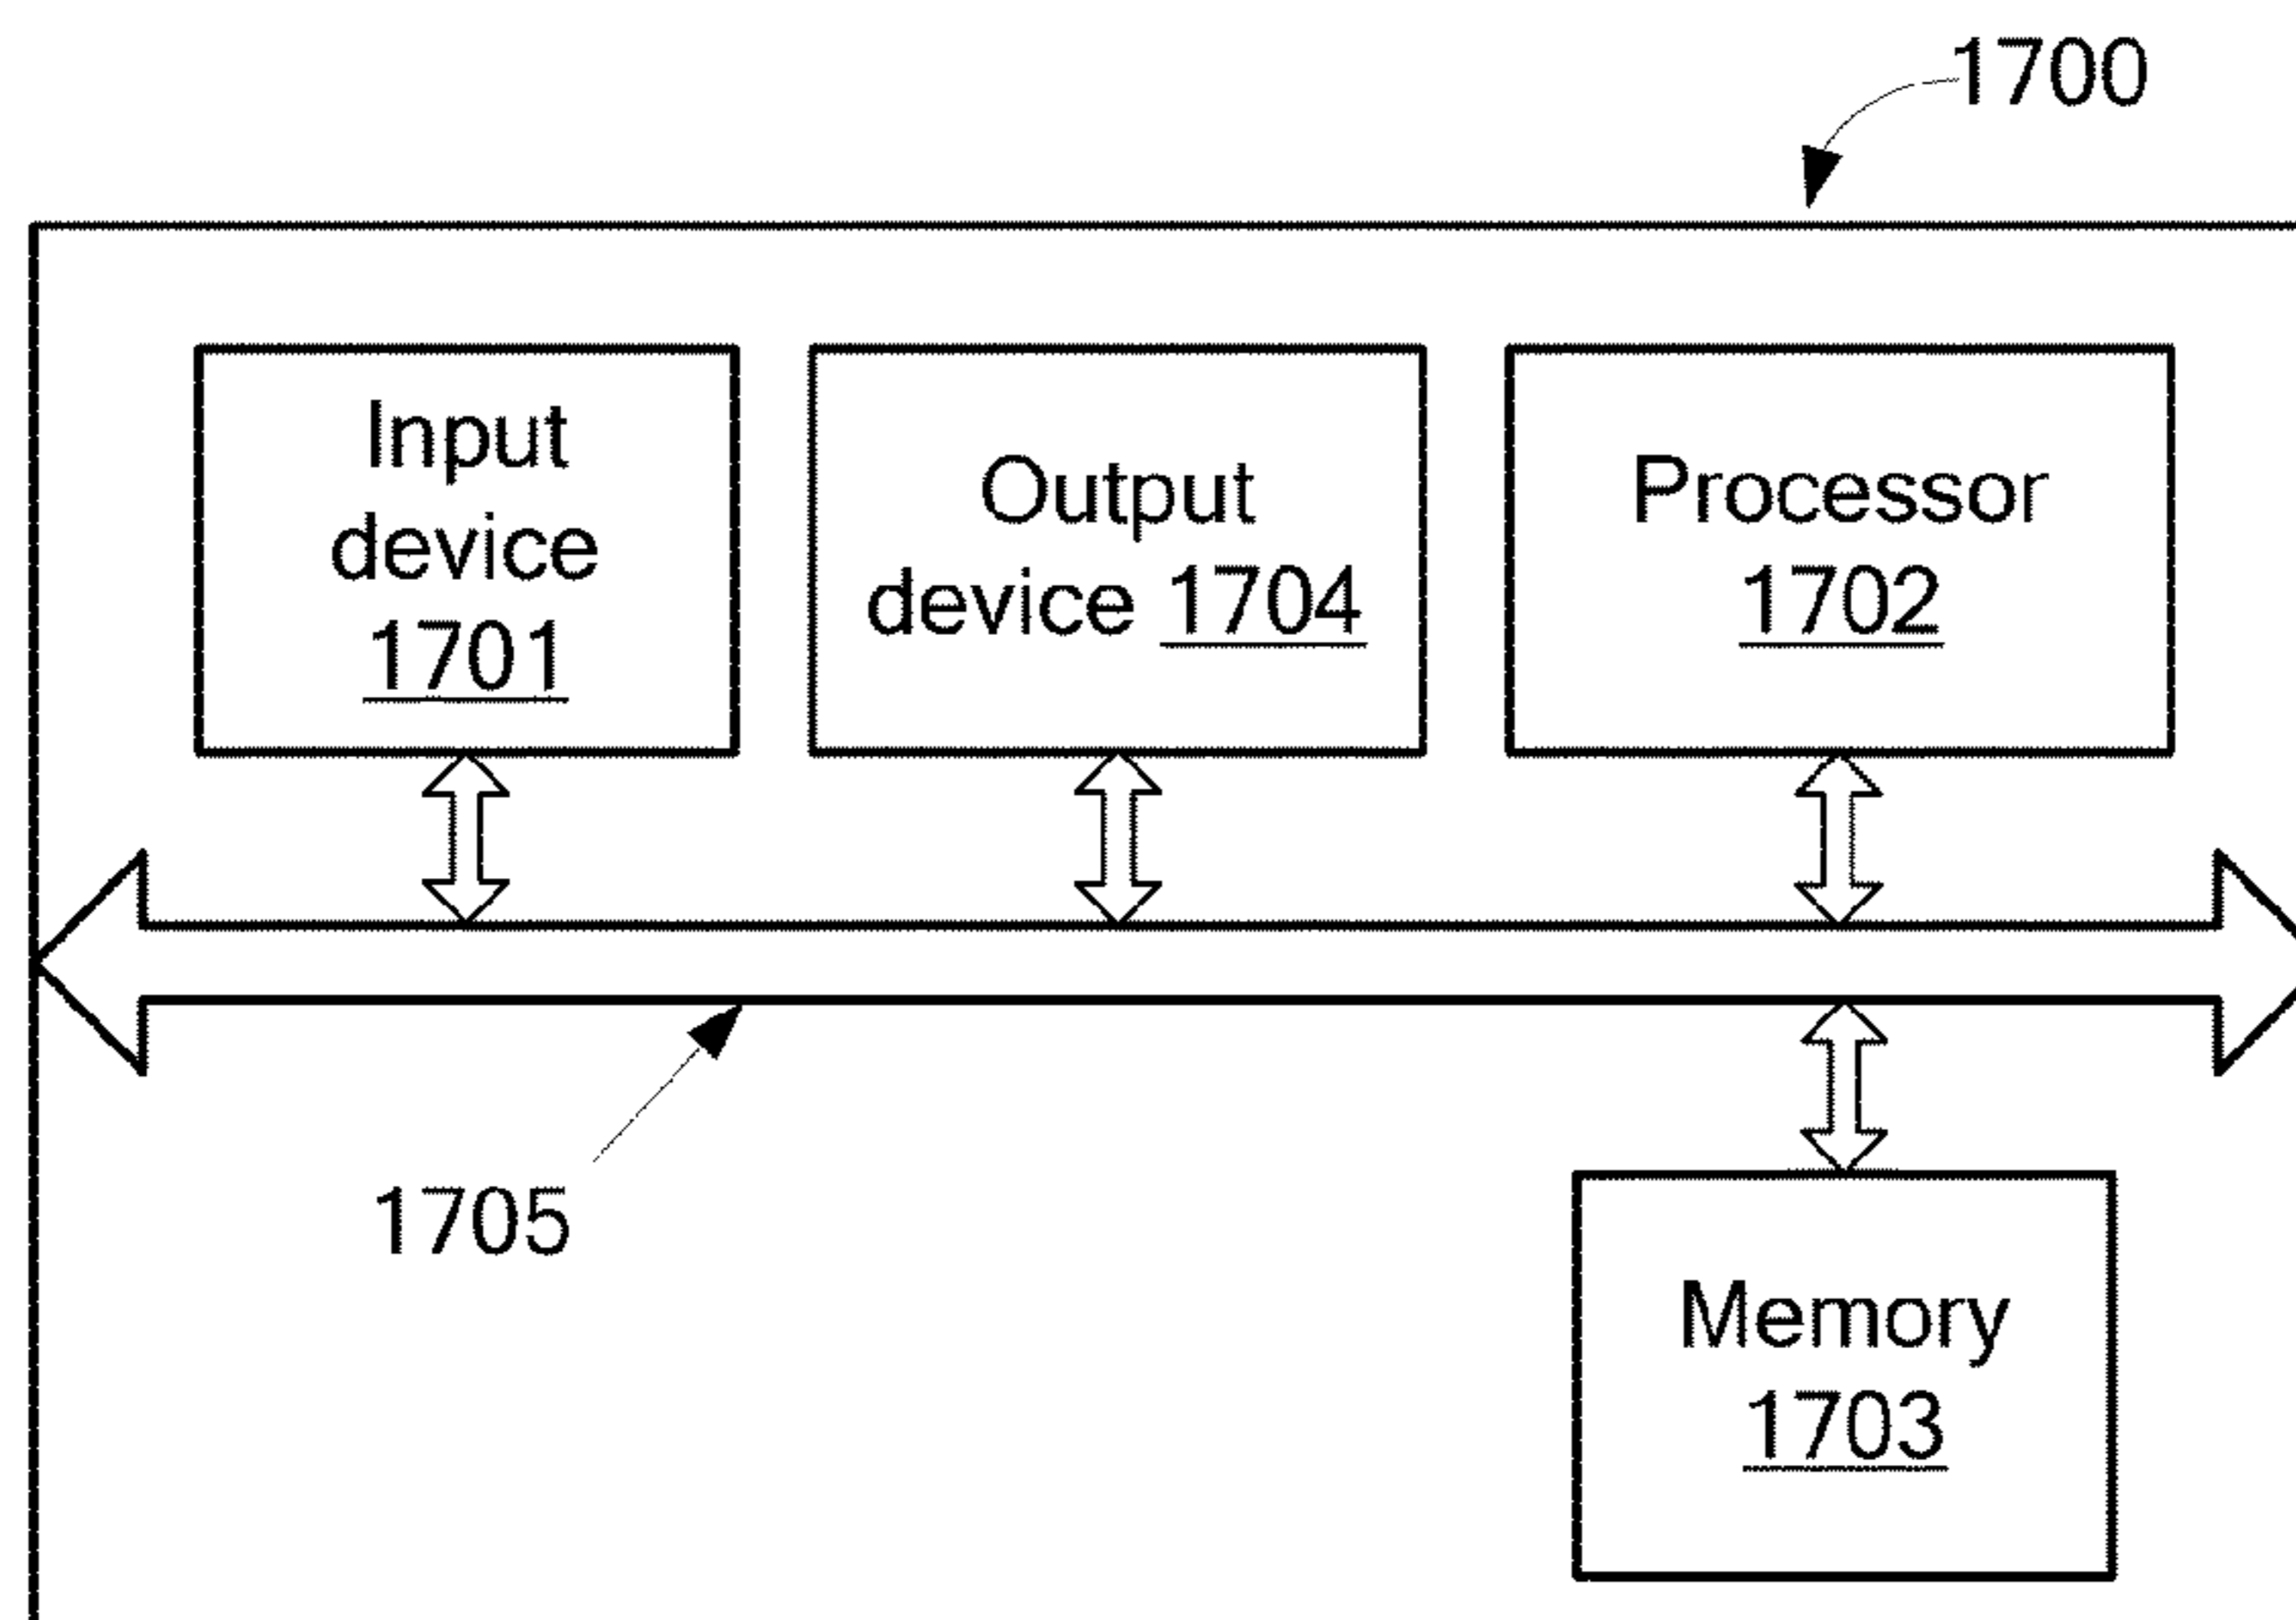 1700
Input
device
1701
Output
device 1704
Processor
1702
1705
Memory
1703